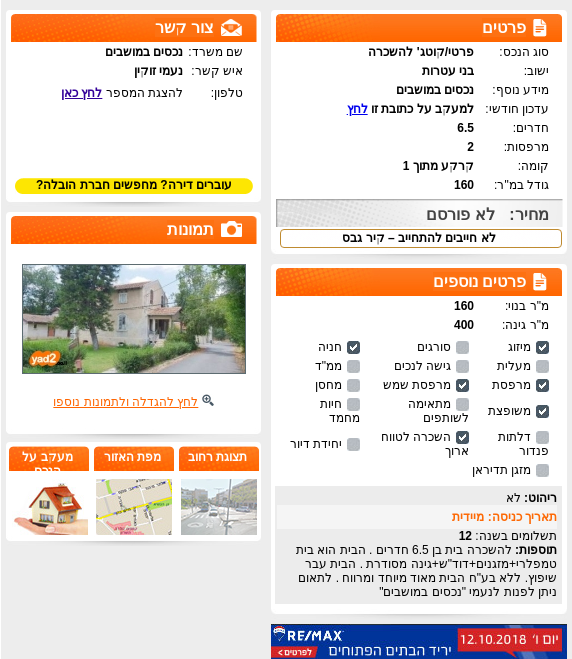 פרטים
סוג הנכס: פרטי/קוטג' להשכרה
ישוב: בני עטרות
מידע נוסף: נכסים במושבים
עדכון חודשי: למעקב על כתובת זו לחץ
חדרים: 6.5
מרפסות: 2
קומה: קרקע מתוך 1
גודל במ"ר: 160
מחיר: לא פורסם
לא חייבים להתחייב – קיר גבס
פרטים נוספים
מ"ר בנוי: 160
מ"ר גינה: 400
מיזוג סורגים חניה
מעלית גישה לנכים ממ"ד
מרפסת מרפסת שמש מחסן
משופצת מתאימה לשותפים חיות מחמד
דלתות פנדור השכרה לטווח ארוך יחידת דיור
מזגן תדיראן
ריהוט: לא
תאריך כניסה: מיידית
תשלומים בשנה: 12
תוספות: להשכרה בית בן 6.5 חדרים . הבית הוא בית
טמפלרי+מזגנים+דוד"ש+גינה מסודרת . הבית עבר
שיפוץ. ללא בע"ח הבית מאוד מיוחד ומרווח . לתאום
ניתן לפנות לנעמי "נכסים במושבים"
RE/MAX
יום ו' 12.10.2018
יריד הבתים הפתוחים
לפרטים >
צור קשר
שם משרד: נכסים במושבים
איש קשר: נעמי זוקין
טלפון: להצגת המספר לחץ כאן
עוברים דירה? מחפשים חברת הובלה?
תמונות
yad2
לחץ להגדלה ולתמונות נוספו
תצוגת רחוב
מפת האזור
מעקב על
הנכס